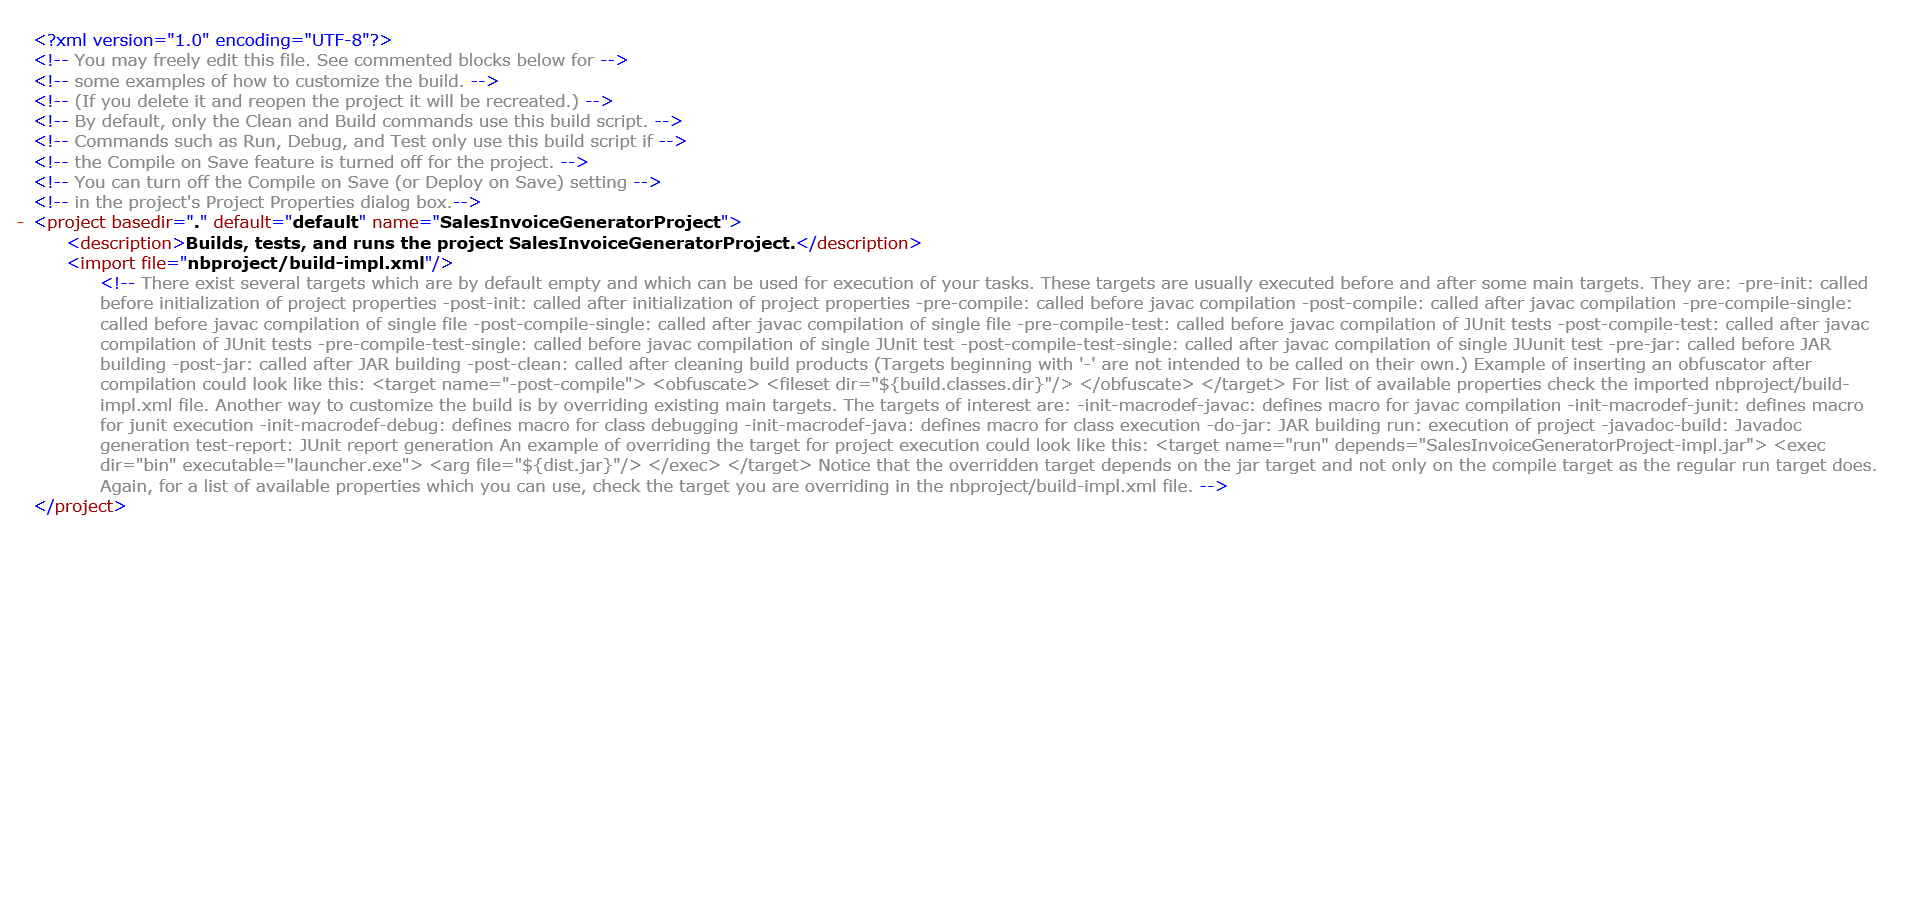 <?xml version="1.0" encoding="UTF-8"?>
<!-- You may freely edit this file. See commented blocks below for -->
<!-- some examples of how to customize the build. -->
<!-- (If you delete it and reopen the project it will be recreated.) -->
<!-- By default, only the Clean and Build commands use this build script. -->
<!-- Commands such as Run, Debug, and Test only use this build script if -->
<!-- the Compile on Save feature is turned off for the project. -->
<!-- You can turn off the Compile on Save (or Deploy on Save) setting -->
<!-- in the project's Project Properties dialog box.-->
- <project basedir="." default="default" name="SalesInvoiceGeneratorProject">
<description>Builds, tests, and runs the project SalesInvoiceGeneratorProject.</description>
<import file="nbproject/build-impl.xml"/>
<!-- There exist several targets which are by default empty and which can be used for execution of your tasks. These targets are usually executed before and after some main targets. They are: -pre-init: called
before initialization of project properties -post-init: called after initialization of project properties -pre-compile: called before javac compilation -post-compile: called after javac compilation -pre-compile-single:
called before javac compilation of single file -post-compile-single: called after javac compilation of single file -pre-compile-test: called before javac compilation of JUnit tests -post-compile-test: called after javac
compilation of JUnit tests -pre-compile-test-single: called before javac compilation of single JUnit test -post-compile-test-single: called after javac compilation of single JUunit test -pre-jar: called before JAR
building -post-jar: called after JAR building -post-clean: called after cleaning build products (Targets beginning with '-' are not intended to be called on their own.) Example of inserting an obfuscator after
compilation could look like this: <target name="-post-compile"> <obfuscate> <fileset dir="${build.classes.dir}"/> </obfuscate> </target> For list of available properties check the imported nbproject/build-
impl.xml file. Another way to customize the build is by overriding existing main targets. The targets of interest are: -init-macrodef-javac: defines macro for javac compilation -init-macrodef-junit: defines macro
for junit execution -init-macrodef-debug: defines macro for class debugging -init-macrodef-java: defines macro for class execution -do-jar: JAR building run: execution of project -javadoc-build: Javadoc
generation test-report: JUnit report generation An example of overriding the target for project execution could look like this: <target name="run" depends="SalesInvoiceGeneratorProject-impl.jar"> <exec
dir="bin" executable="launcher.exe"> <arg file="${dist.jar}"/> </exec> </target> Notice that the overridden target depends on the jar target and not only on the compile target as the regular run target does.
Again, for a list of available properties which you can use, check the target you are overriding in the nbproject/build-impl.xml file. -->
</project>